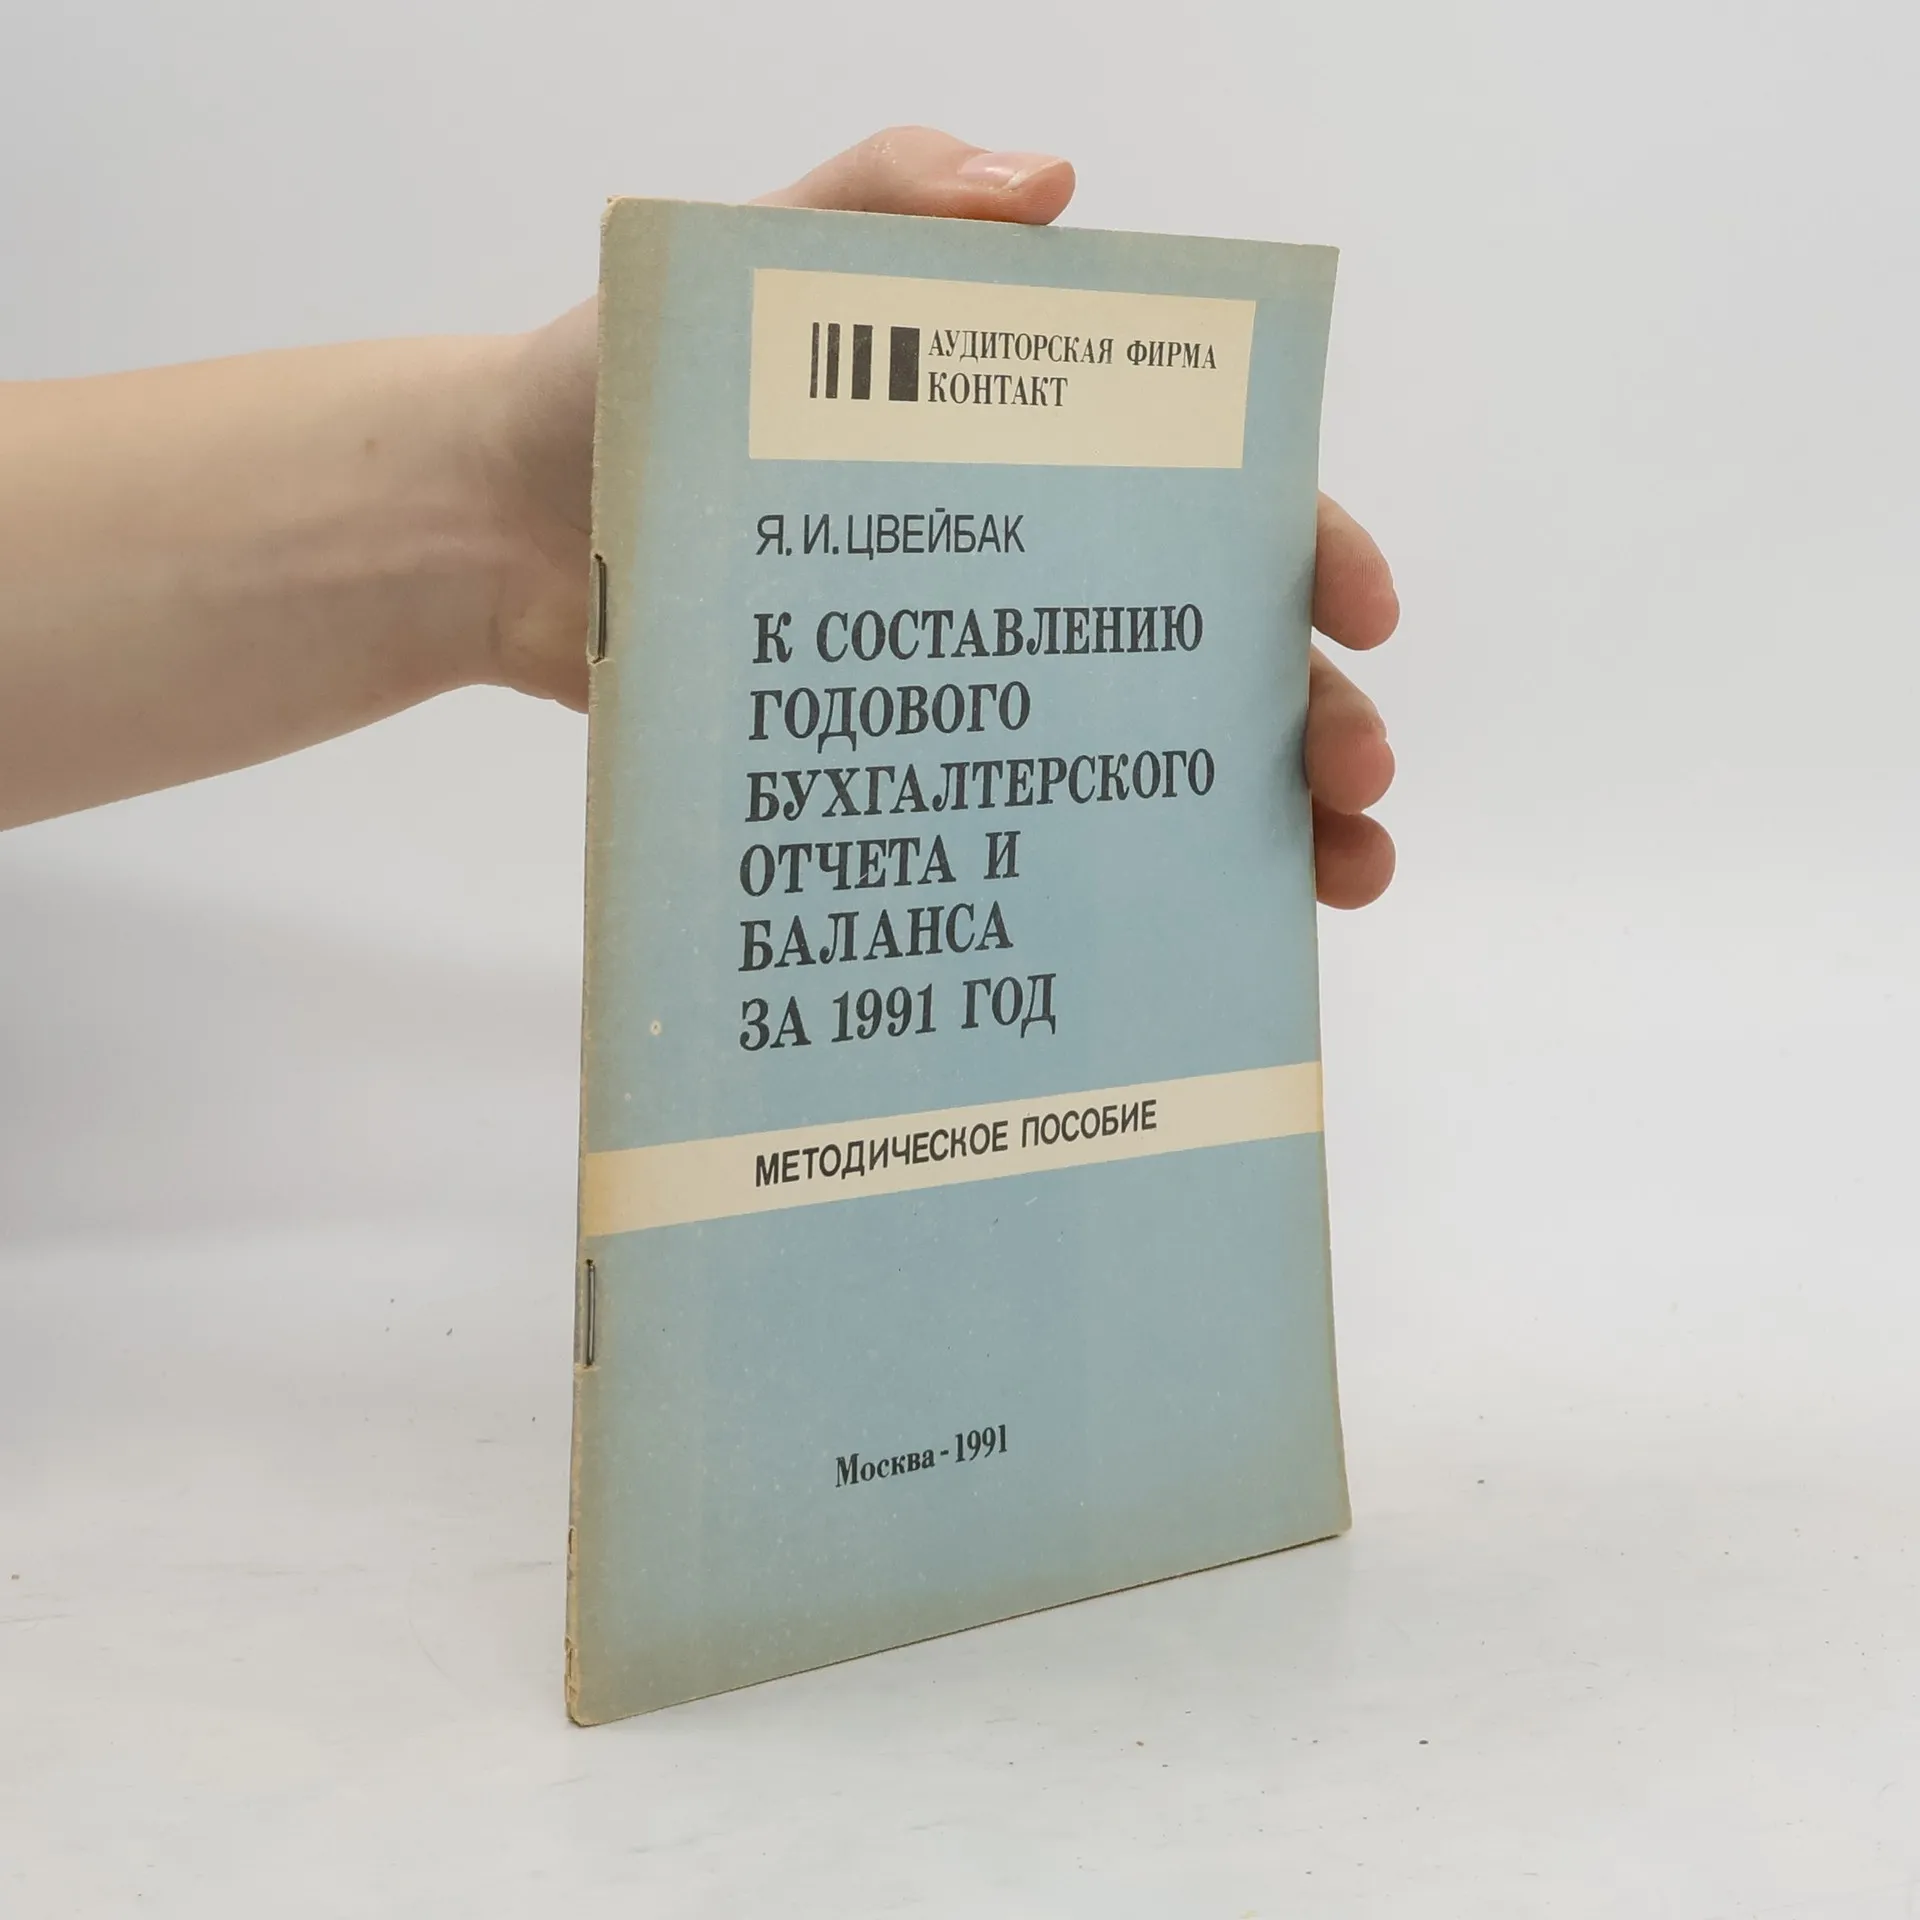 АУДИТОРСКАЯ ФИРМА
КОНТАКТ
Я. И. ЦВЕЙБАК
К СОСТАВЛЕНИЮ
ГОДОВОГО
БУХГАЛТЕРСКОГО
ОТЧЕТА И
БАЛАНСА
ЗА 1991 ГОД
МЕТОДИЧЕСКОЕ ПОСОБИЕ
Москва - 1991